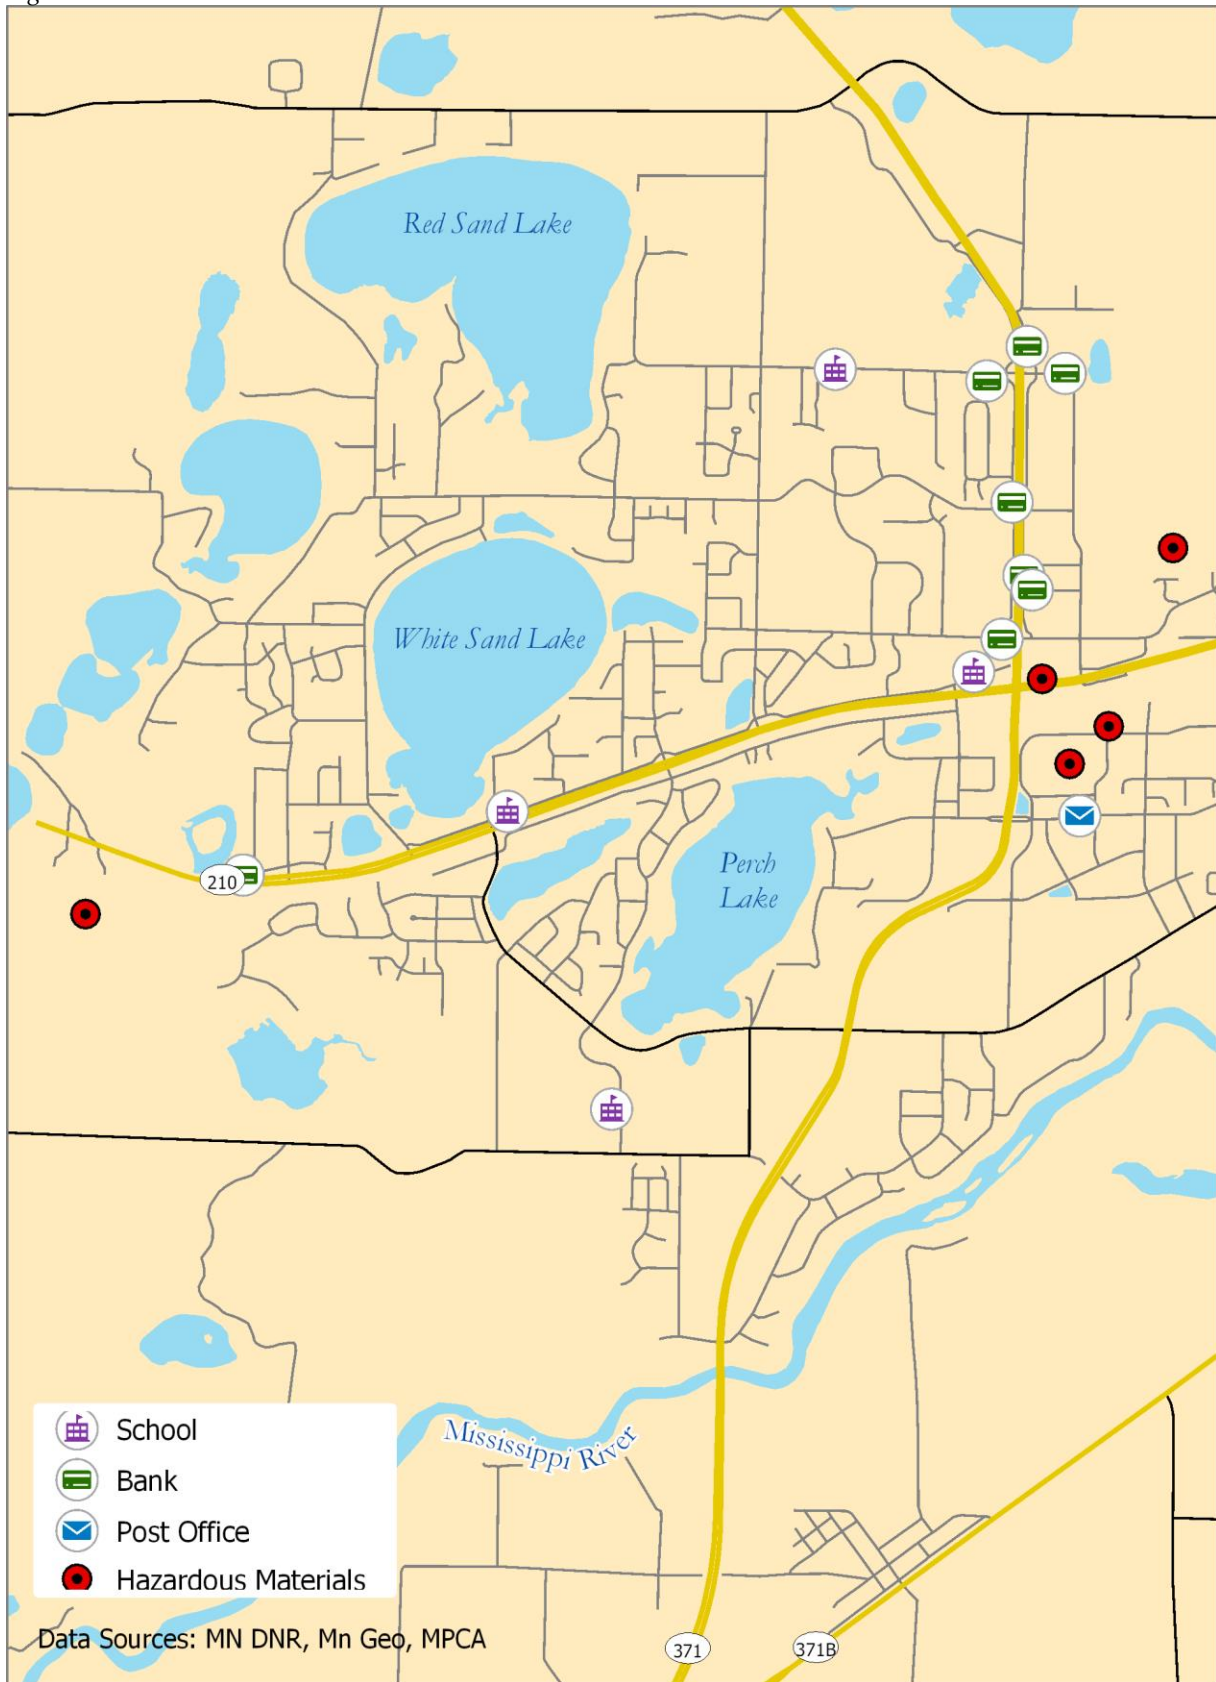 Red Sand Lake
White Sand Lake
Perch
Lake
210
Mississippi River
School
Bank
Post Office
Hazardous Materials
Data Sources: MN DNR, Mn Geo, MPCA
371
371B